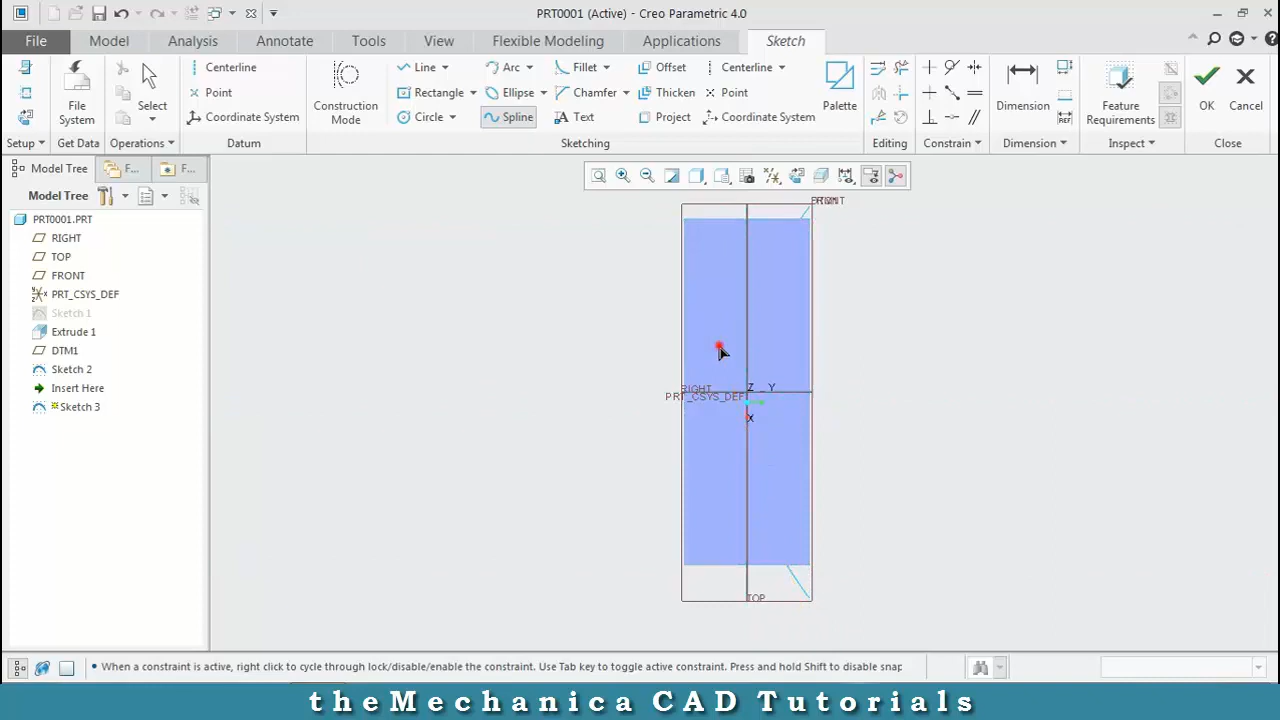 PRT0001 (Active) - Creo Parametric 4.0
File Model Analysis Annotate Tools View Flexible Modeling Applications Sketch
Centerline Line Arc Fillet Offset Centerline
Point Rectangle Ellipse Chamfer Thicken Point
Coordinate System Circle Spline Text Project Coordinate System
File System Select Construction Mode Palette Dimension Feature Requirements OK Cancel
Setup Get Data Operations Datum Sketching Editing Constrain Dimension Inspect Close
Model Tree F... F...
Model Tree
PRT0001.PRT
RIGHT
TOP
FRONT
PRT_CSYS_DEF
Sketch 1
Extrude 1
DTM1
Sketch 2
Insert Here
Sketch 3
RIGHT
Z Y
PRT_CSYS_DEF
X
TOP
When a constraint is active, right click to cycle through lock/disable/enable the constraint. Use Tab key to toggle active constraint. Press and hold Shift to disable snap
theMechanica CAD Tutorials